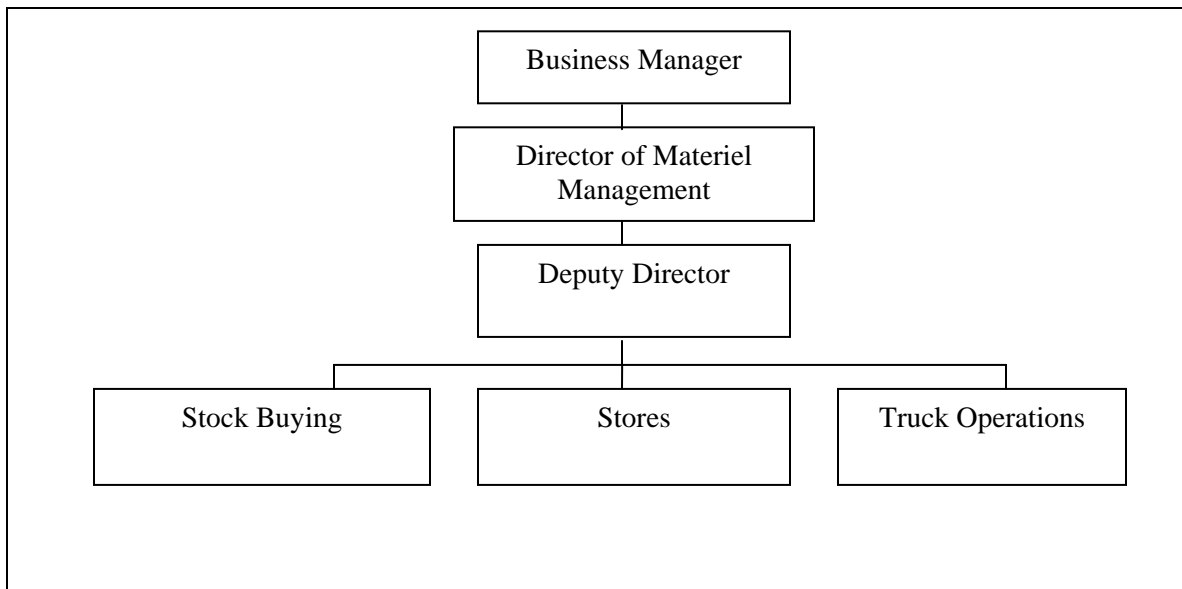 Business Manager
Director of Materiel
Management
Deputy Director
Stock Buying
Stores
Truck Operations